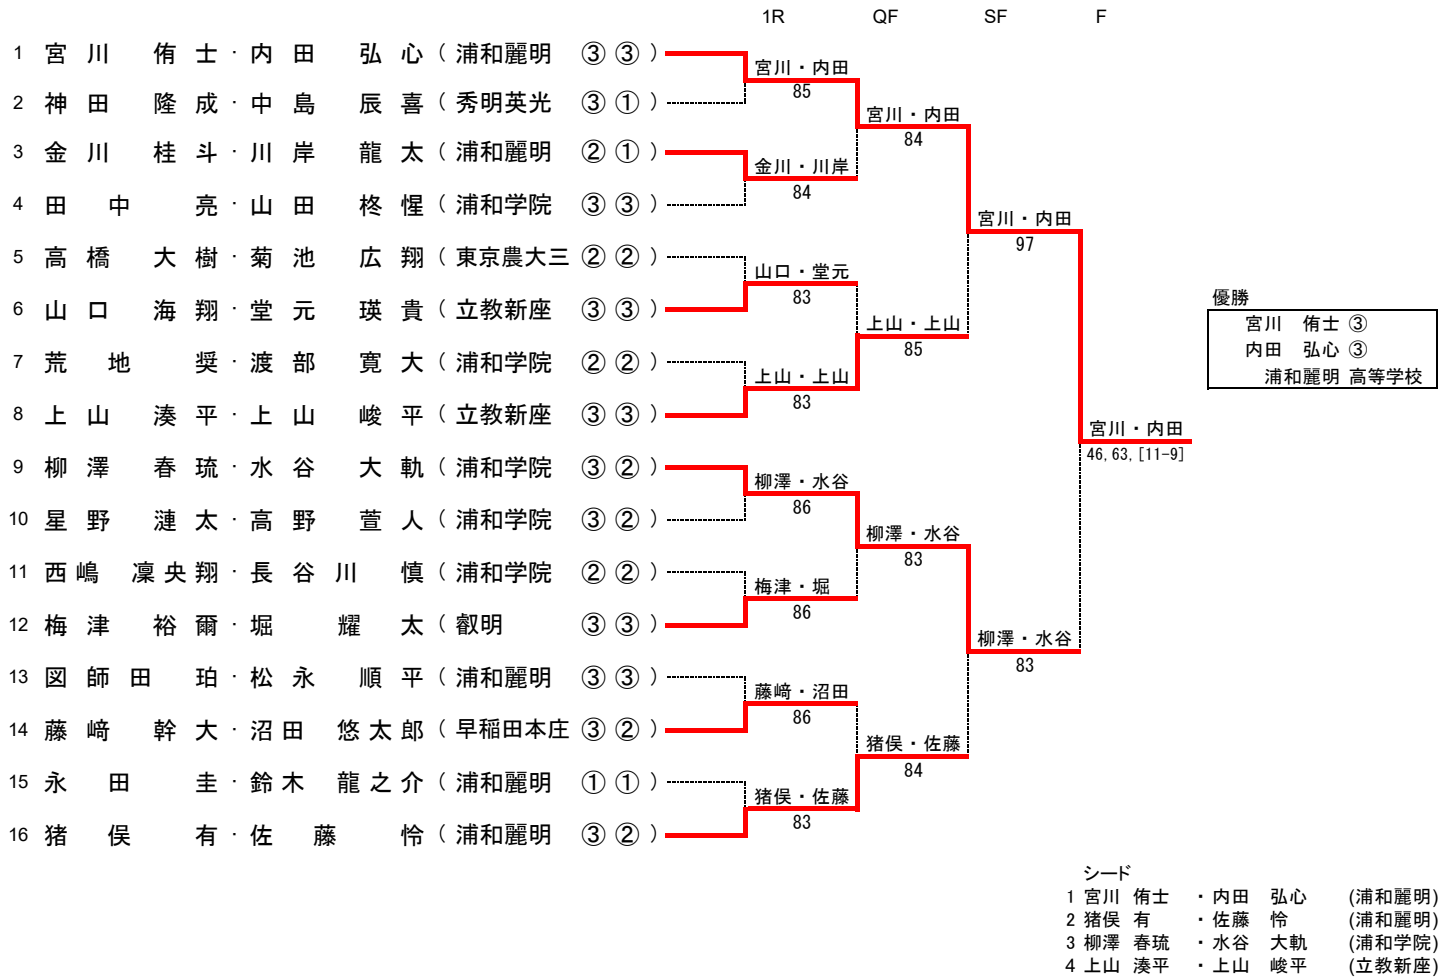 1R QF SF F
1 宮川 侑士・内田 弘心 (浦和麗明 ③ ③)
2 神田 隆成・中島 辰喜 (秀明英光 ③ ①)
3 金川 桂斗・川岸 龍太 (浦和麗明 ② ①)
4 田中 亮・山田 柊惺 (浦和学院 ③ ③)
5 高橋 大樹・菊池 広翔 (東京農大三 ② ②)
6 山口 海翔・堂元 瑛貴 (立教新座 ③ ③)
7 荒地 奨・渡部 寛大 (浦和学院 ② ②)
8 上山 湊平・上山 峻平 (立教新座 ③ ③)
9 柳澤 春琉・水谷 大軌 (浦和学院 ③ ②)
10 星野 漣太・高野 萱人 (浦和学院 ③ ②)
11 西嶋 凜央翔・長谷川 慎 (浦和学院 ② ②)
12 梅津 裕爾・堀 耀太 (叡明 ③ ③)
13 図師田 珀・松永 順平 (浦和麗明 ③ ③)
14 藤﨑 幹大・沼田 悠太郎 (早稲田本庄 ③ ②)
15 永田 圭・鈴木 龍之介 (浦和麗明 ① ①)
16 猪俣 有・佐藤 怜 (浦和麗明 ③ ②)
宮川・内田
85
金川・川岸
84
山口・堂元
83
上山・上山
83
柳澤・水谷
86
梅津・堀
86
藤﨑・沼田
86
猪俣・佐藤
83
宮川・内田
84
上山・上山
85
柳澤・水谷
83
猪俣・佐藤
84
宮川・内田
97
柳澤・水谷
83
宮川・内田
46,63,[11-9]
優勝
宮川 侑士 ③
内田 弘心 ③
浦和麗明 高等学校
シード
1 宮川 侑士 ・内田 弘心 (浦和麗明)
2 猪俣 有 ・佐藤 怜 (浦和麗明)
3 柳澤 春琉 ・水谷 大軌 (浦和学院)
4 上山 湊平 ・上山 峻平 (立教新座)